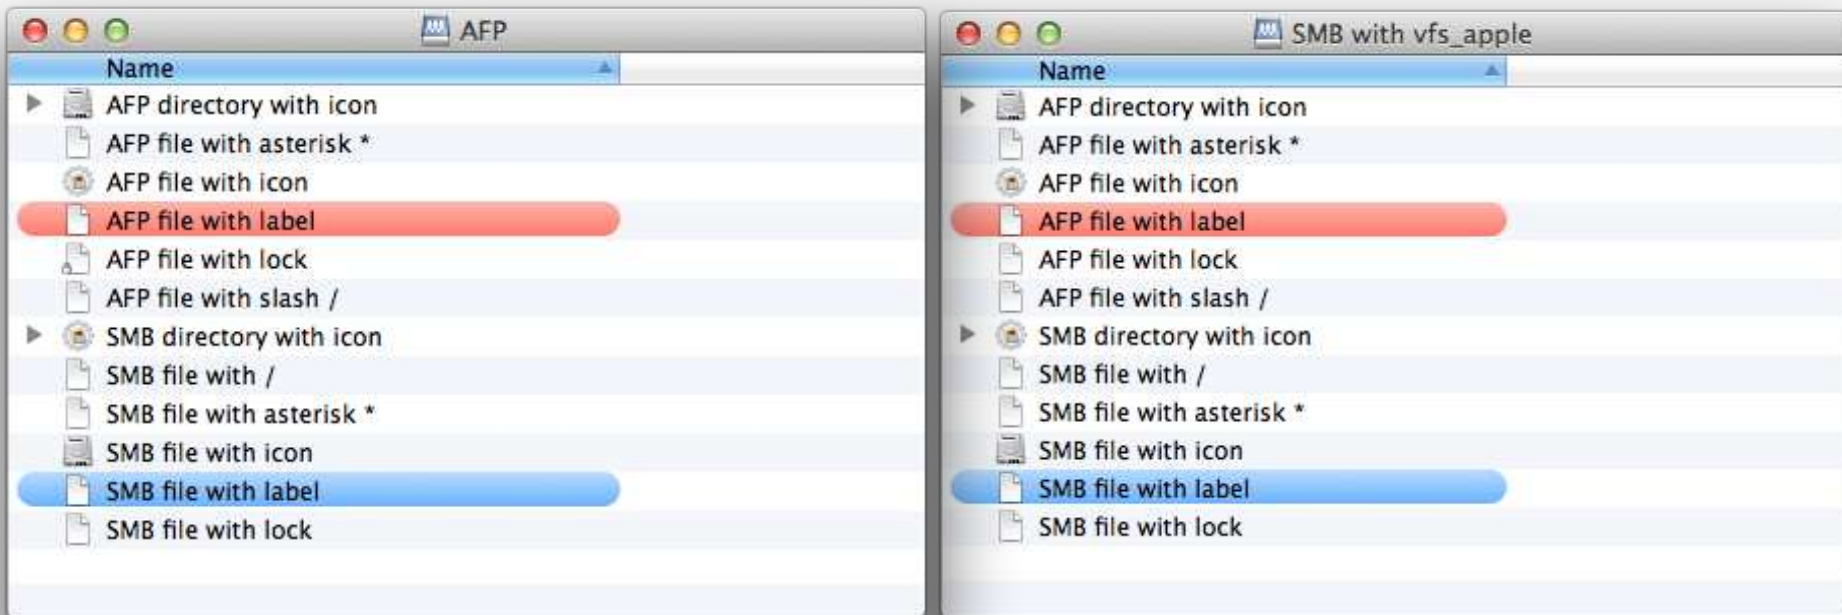 AFP
Name
AFP directory with icon
AFP file with asterisk *
AFP file with icon
AFP file with label
AFP file with lock
AFP file with slash /
SMB directory with icon
SMB file with /
SMB file with asterisk *
SMB file with icon
SMB file with label
SMB file with lock
SMB with vfs_apple
Name
AFP directory with icon
AFP file with asterisk *
AFP file with icon
AFP file with label
AFP file with lock
AFP file with slash /
SMB directory with icon
SMB file with /
SMB file with asterisk *
SMB file with icon
SMB file with label
SMB file with lock